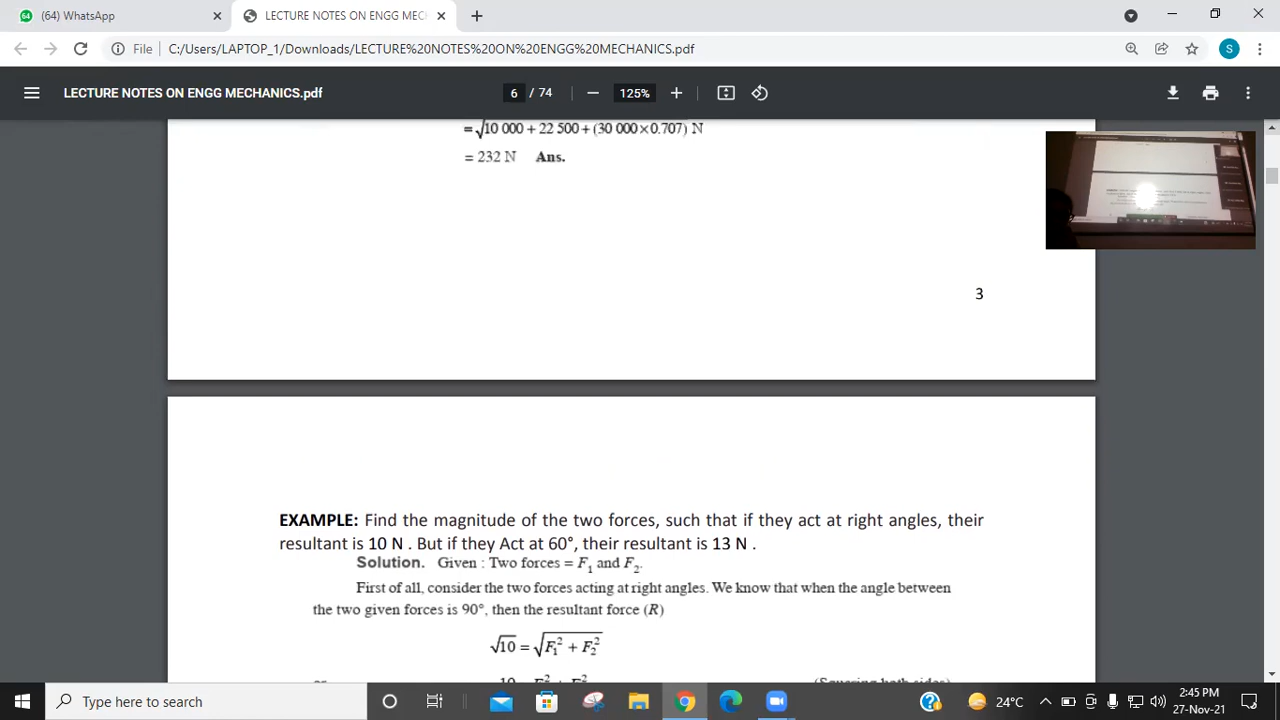 (64) WhatsApp
LECTURE NOTES ON ENGG MEC
File C:/Users/LAPTOP_1/Downloads/LECTURE%20NOTES%20ON%20ENGG%20MECHANICS.pdf
S
LECTURE NOTES ON ENGG MECHANICS.pdf
6 / 74
125%
= √10 000 + 22 500 + (30 000×0.707) N
= 232 N Ans.
3
EXAMPLE: Find the magnitude of the two forces, such that if they act at right angles, their
resultant is 10 N . But if they Act at 60°, their resultant is 13 N .
Solution. Given : Two forces = F₁ and F₂.
First of all, consider the two forces acting at right angles. We know that when the angle between
the two given forces is 90°, then the resultant force (R)
√10 = √F₁² + F₂²
Type here to search
24°C
2:45 PM
27-Nov-21